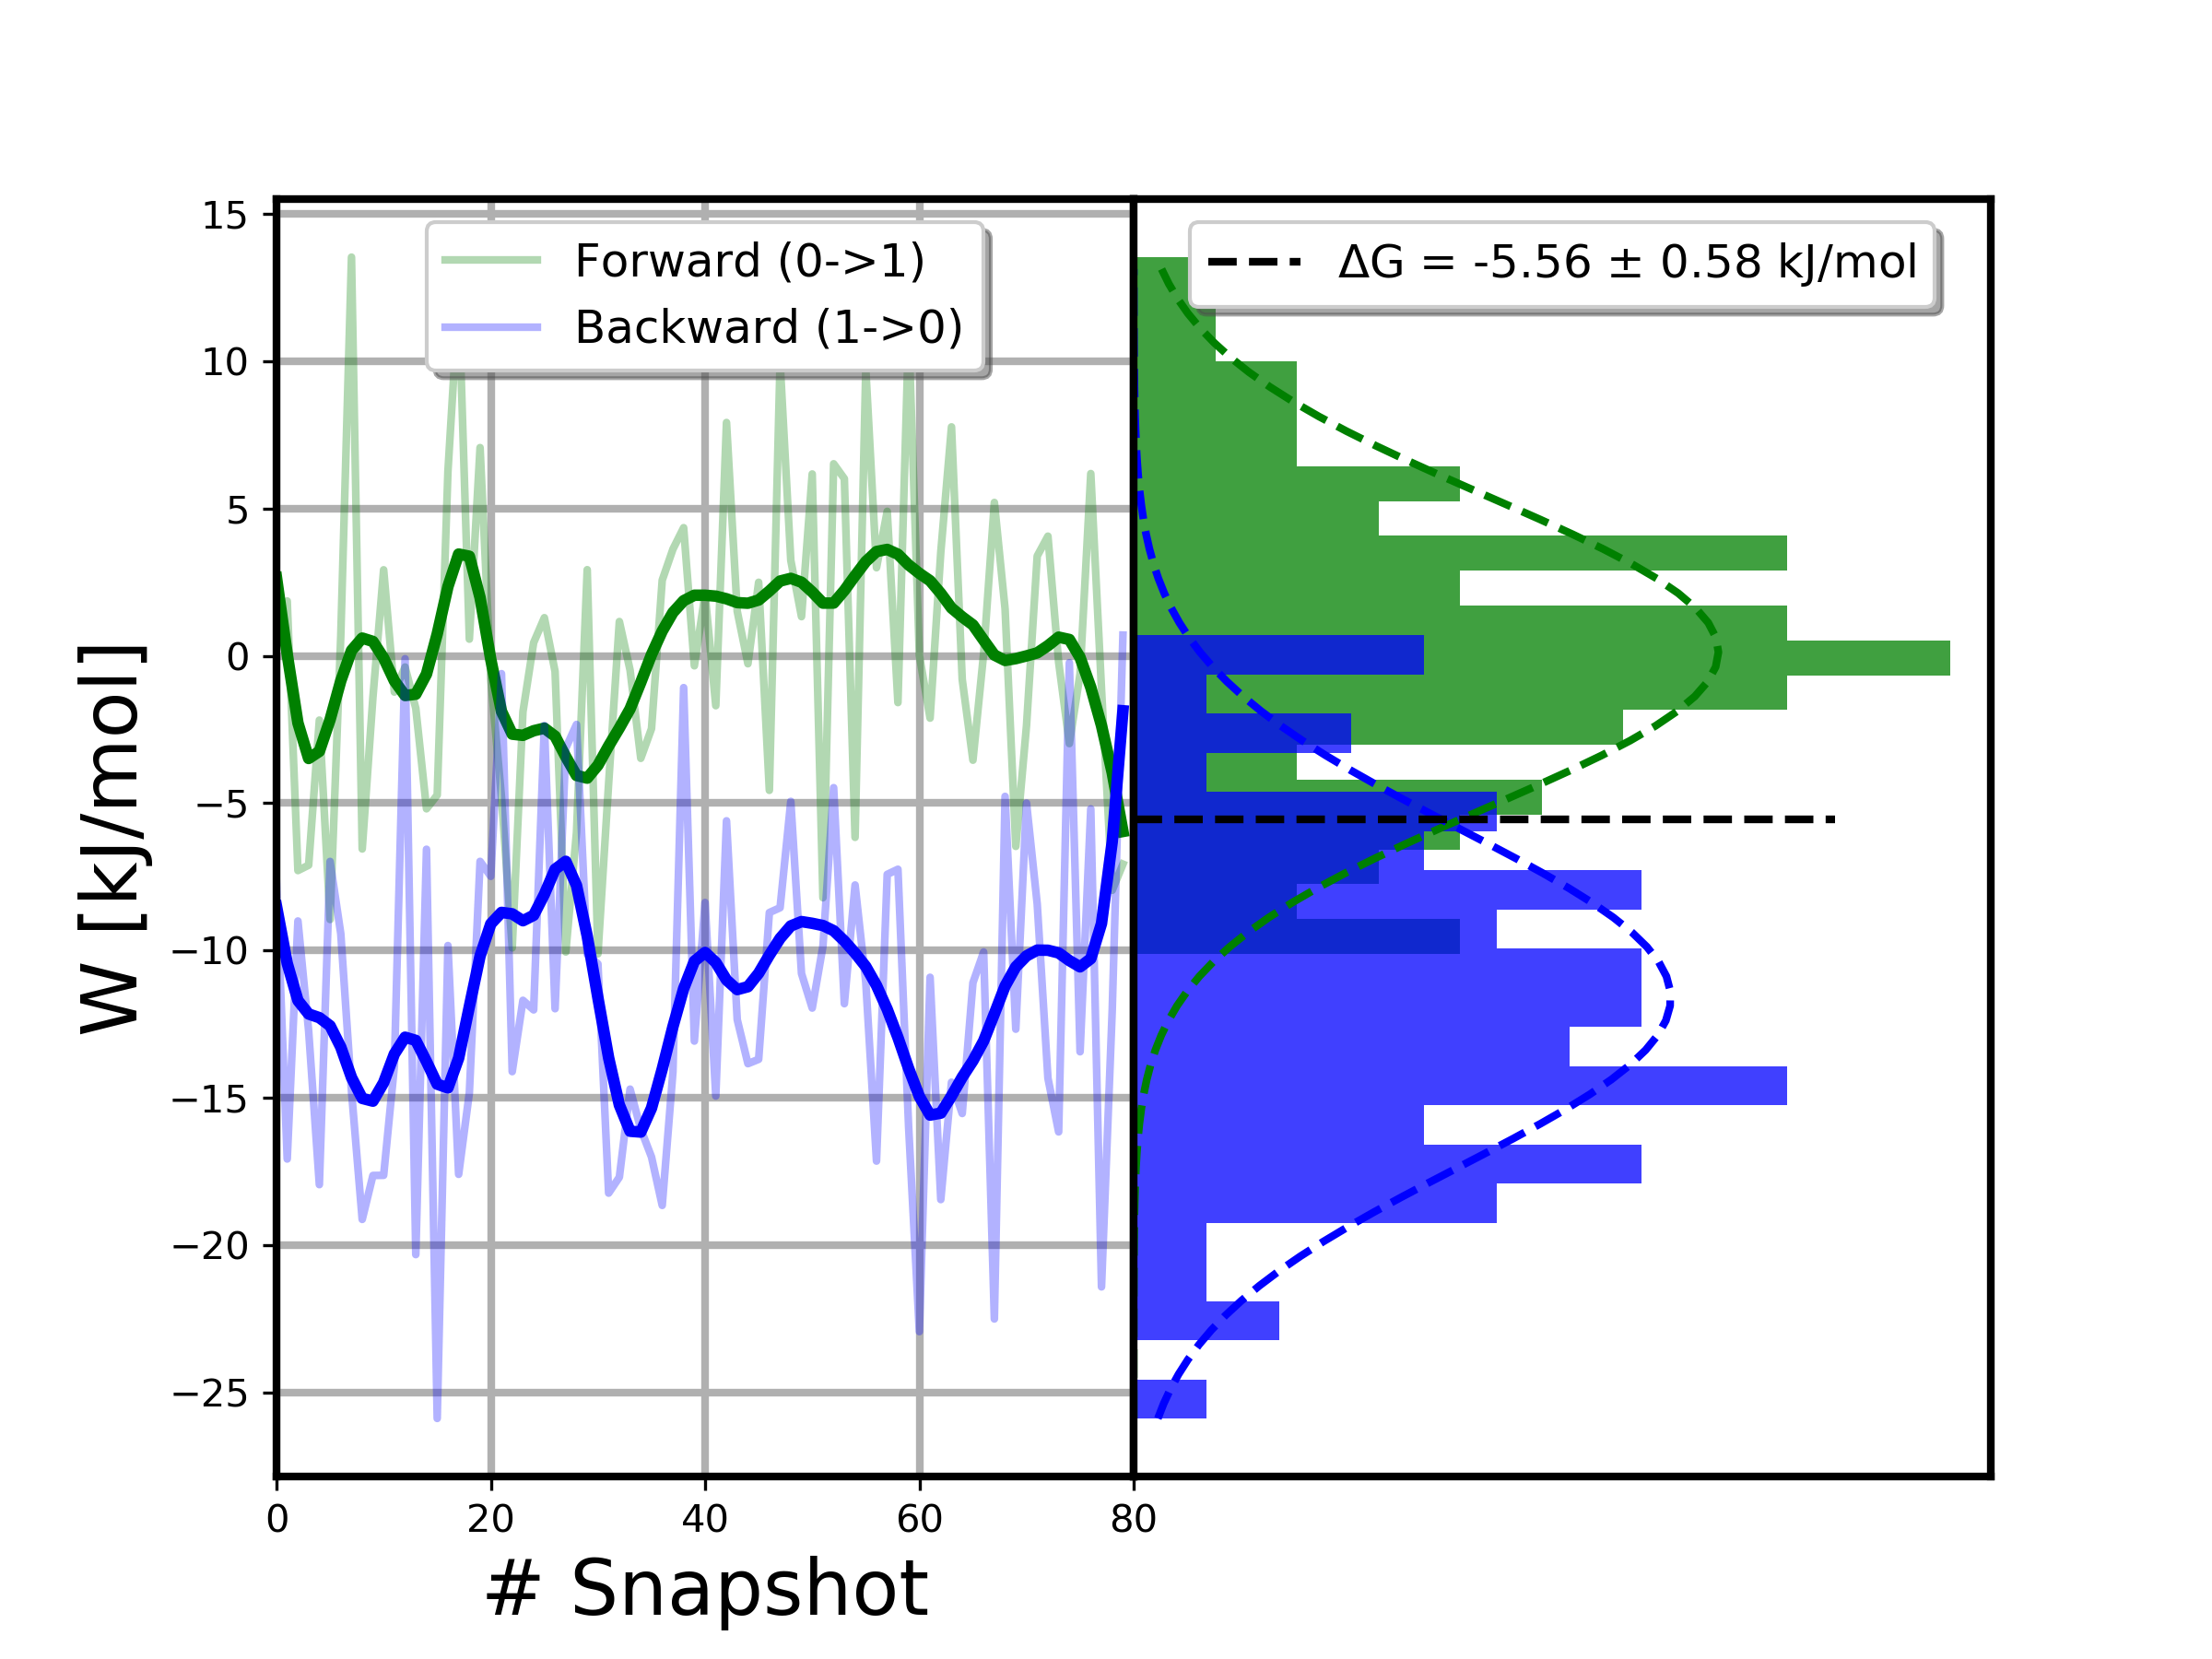 Forward (0->1)
Backward (1->0)
ΔG = -5.56 ± 0.58 kJ/mol
15
10
5
0
−5
−10
−15
−20
−25
W [kJ/mol]
0 20 40 60 80
# Snapshot